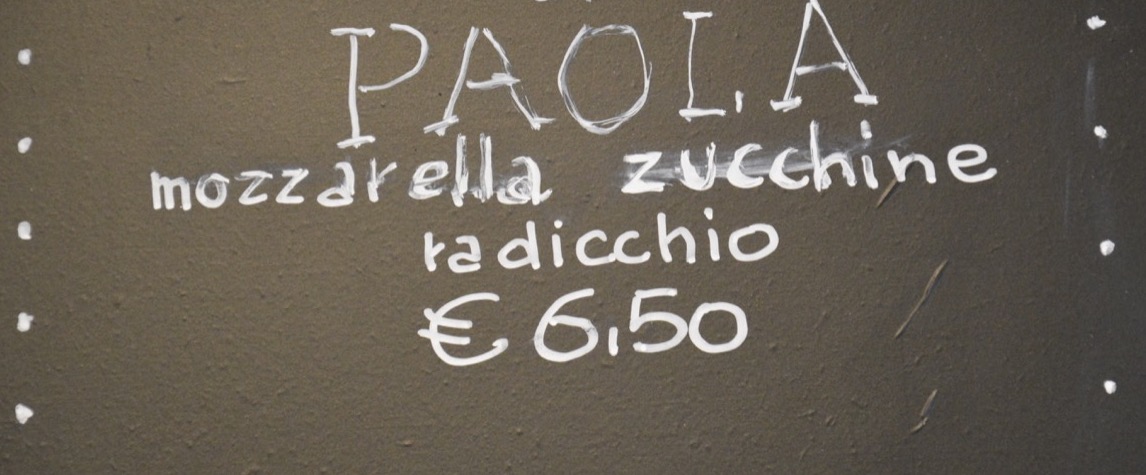 PAOLA
mozzarella zucchine
radicchio
€ 6,50